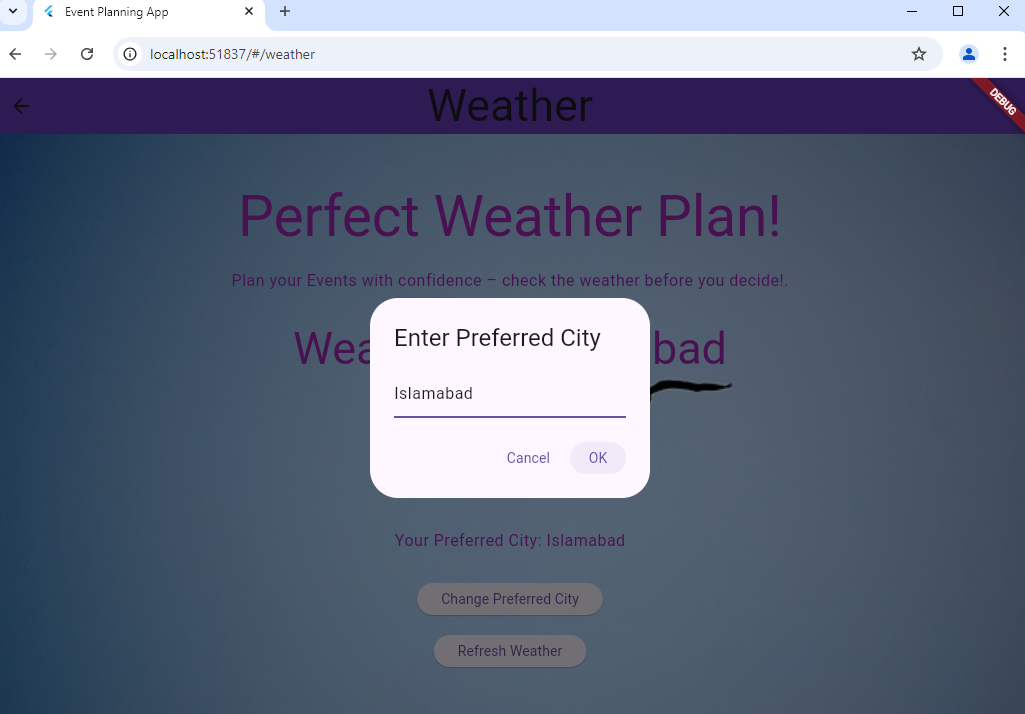 Event Planning App
localhost:51837/#/weather
Weather
DEBUG
Perfect Weather Plan!
Plan your Events with confidence – check the weather before you decide!.
Wea bad
Enter Preferred City
Islamabad
Cancel OK
Your Preferred City: Islamabad
Change Preferred City
Refresh Weather